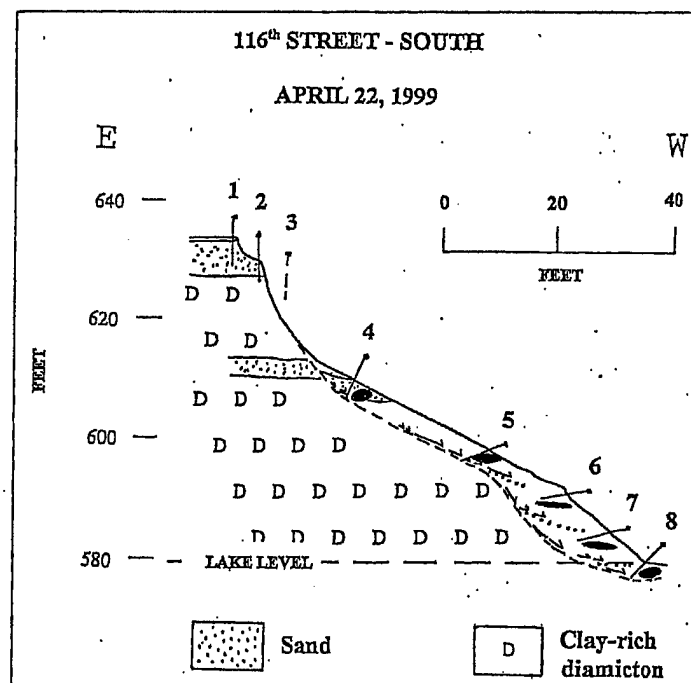 116th STREET - SOUTH
APRIL 22, 1999
E W
640
1 2 3
0 20 40
FEET
D D
620
FEET
D D
4
D D D
5
600
D D D D
6
D D D D D D D
7
8
D D D D D D D
580
LAKE LEVEL
Sand
D
Clay-rich
diamicton